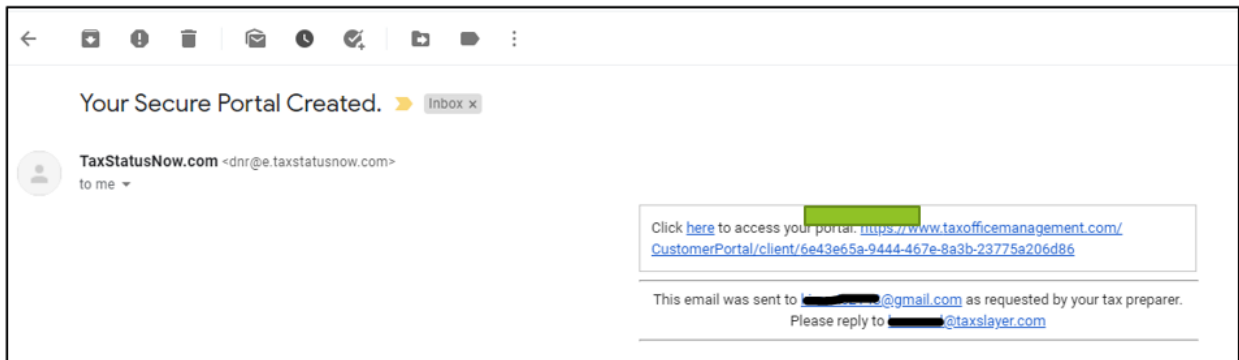 Your Secure Portal Created. Inbox x
TaxStatusNow.com <dnr@e.taxstatusnow.com>
to me
Click here to access your portal. https://www.taxofficemanagement.com/
CustomerPortal/client/6e43e65a-9444-467e-8a3b-23775a206d86
This email was sent to @gmail.com as requested by your tax preparer.
Please reply to @taxslayer.com